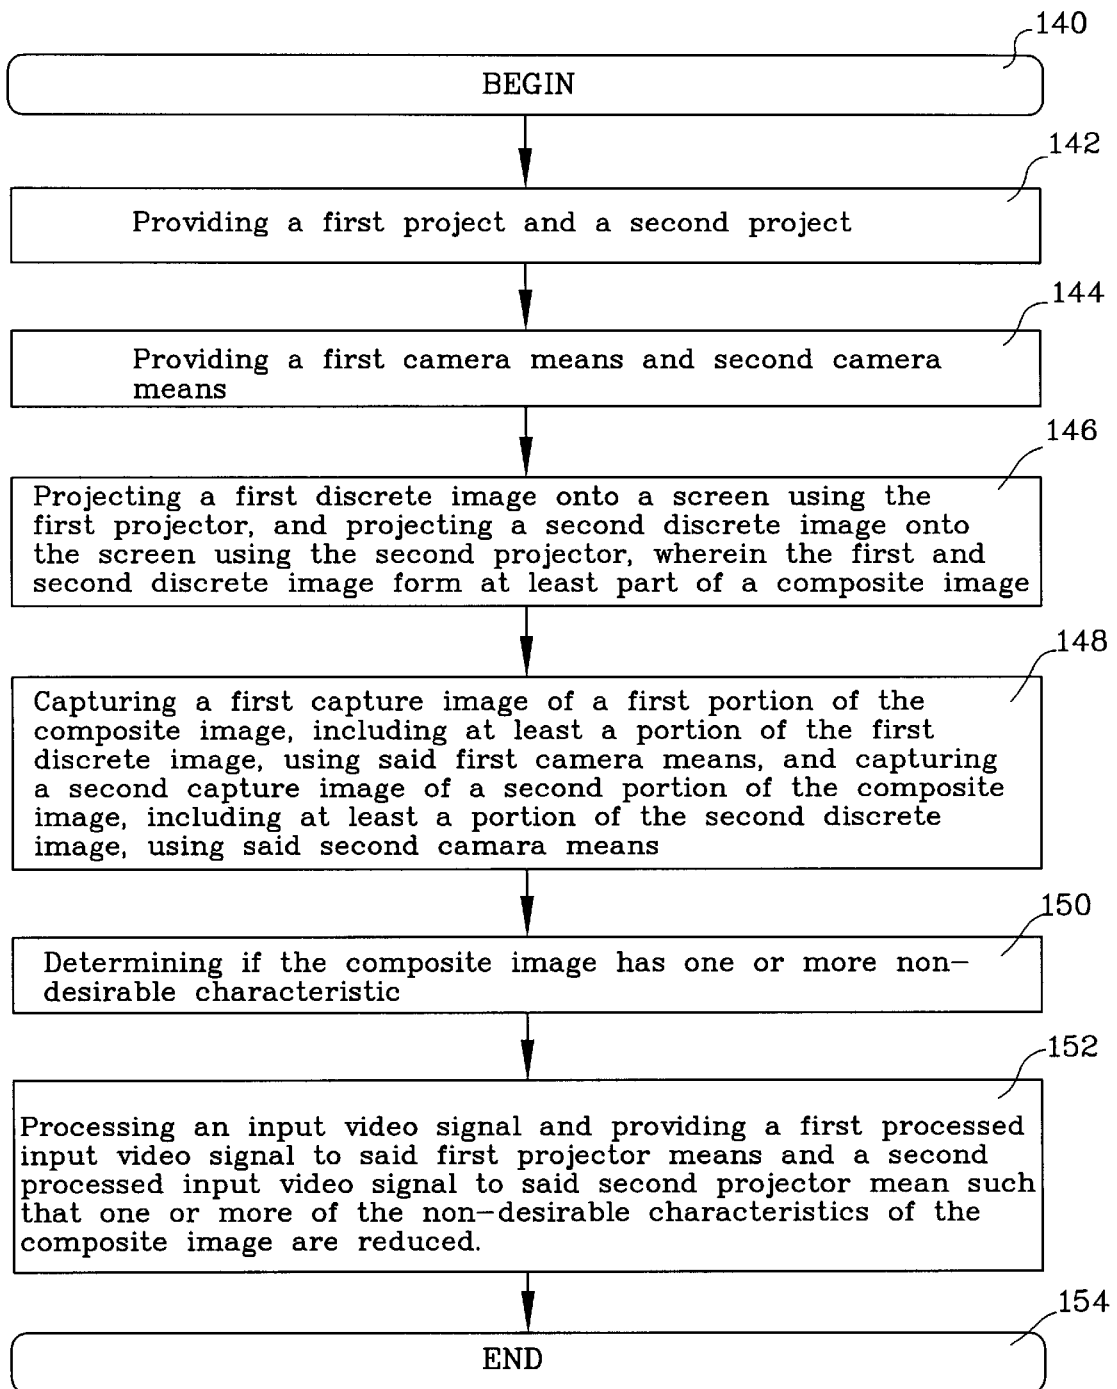 140
BEGIN
142
Providing a first project and a second project
144
Providing a first camera means and second camera
means
146
Projecting a first discrete image onto a screen using the
first projector, and projecting a second discrete image onto
the screen using the second projector, wherein the first and
second discrete image form at least part of a composite image
148
Capturing a first capture image of a first portion of the
composite image, including at least a portion of the first
discrete image, using said first camera means, and capturing
a second capture image of a second portion of the composite
image, including at least a portion of the second discrete
image, using said second camara means
150
Determining if the composite image has one or more non-
desirable characteristic
152
Processing an input video signal and providing a first processed
input video signal to said first projector means and a second
processed input video signal to said second projector mean such
that one or more of the non-desirable characteristics of the
composite image are reduced.
154
END